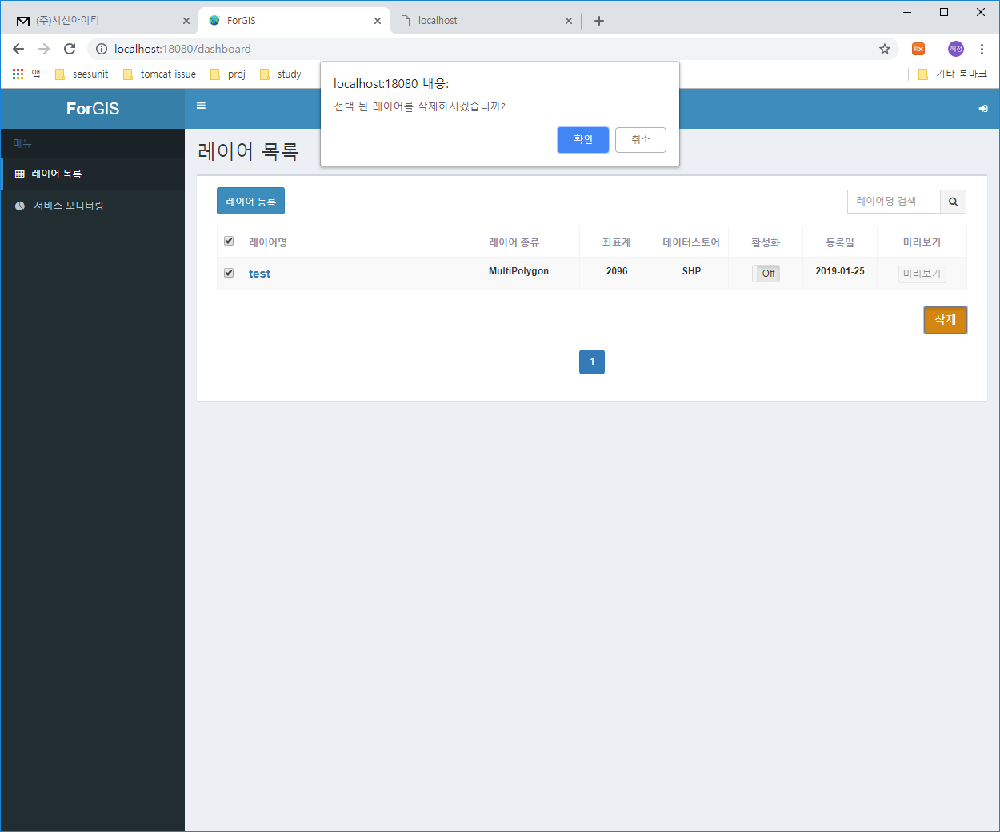 (주)시선아이티
ForGIS
localhost
localhost:18080/dashboard
혜정
앱
seesunit
tomcat issue
proj
study
기타 북마크
localhost:18080 내용:
선택 된 레이어를 삭제하시겠습니까?
확인
취소
ForGIS
메뉴
레이어 목록
서비스 모니터링
레이어 목록
레이어 등록
레이어명 검색
레이어명
레이어 종류
좌표계
데이터스토어
활성화
등록일
미리보기
test
MultiPolygon
2096
SHP
Off
2019-01-25
미리보기
삭제
1